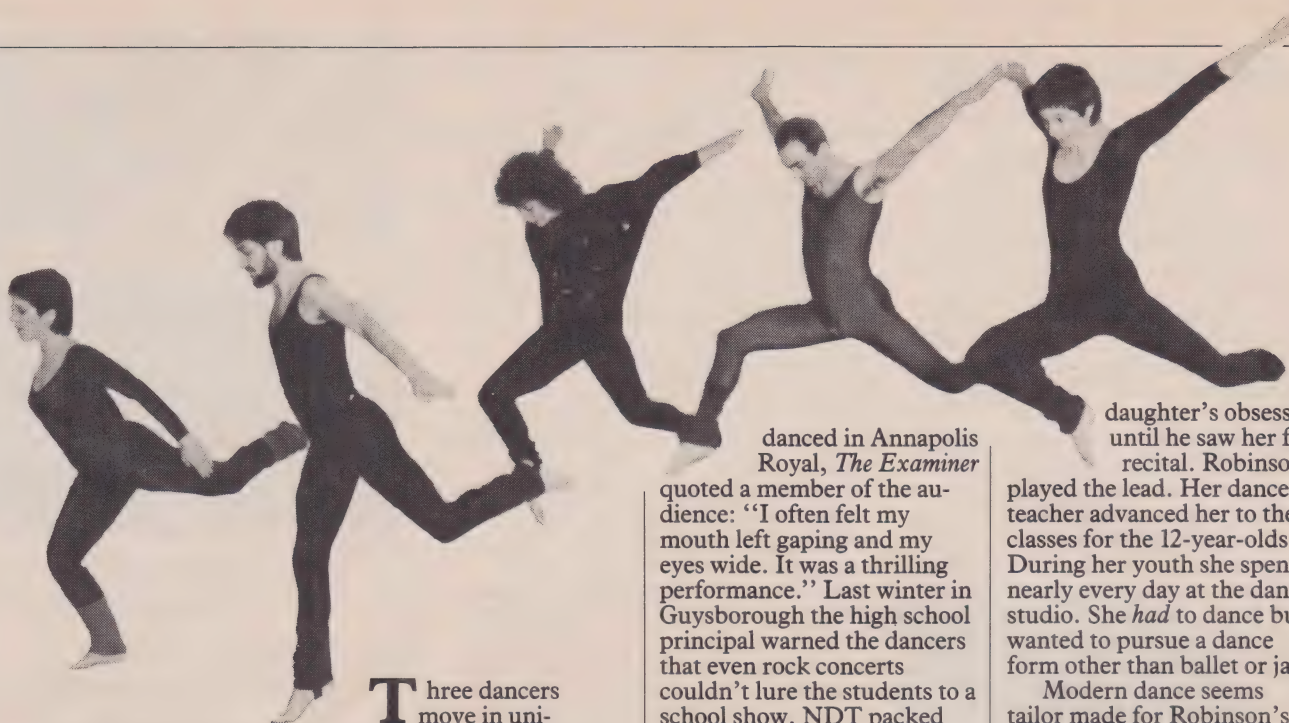 Three dancers
move in uni-
danced in Annapolis
Royal, The Examiner
quoted a member of the au-
dience: "I often felt my
mouth left gaping and my
eyes wide. It was a thrilling
performance." Last winter in
Guysborough the high school
principal warned the dancers
that even rock concerts
couldn't lure the students to a
school show. NDT packed
daughter's obsess
until he saw her f
recital. Robinso
played the lead. Her dance
teacher advanced her to the
classes for the 12-year-olds
During her youth she spen
nearly every day at the dan
studio. She had to dance bu
wanted to pursue a dance
form other than ballet or ja
Modern dance seems
tailor made for Robinson's